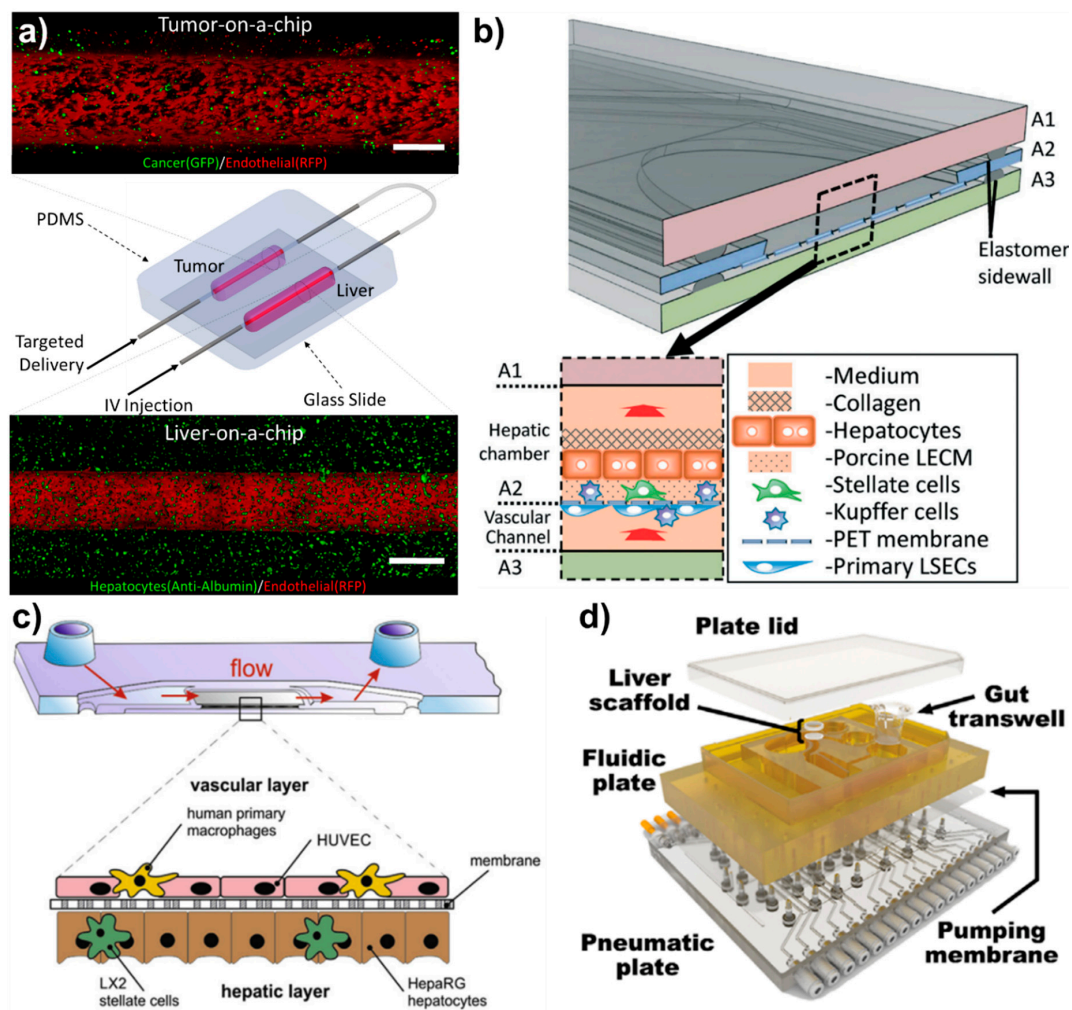 a)
Tumor-on-a-chip
Cancer(GFP)/Endothelial(RFP)
PDMS
Tumor
Liver
Targeted
Delivery
IV Injection
Glass Slide
Liver-on-a-chip
Hepatocytes(Anti-Albumin)/Endothelial(RFP)
b)
A1
A2
A3
Elastomer
sidewall
A1
Hepatic
chamber
A2
Vascular
Channel
A3
-Medium
-Collagen
-Hepatocytes
-Porcine LECM
-Stellate cells
-Kupffer cells
-PET membrane
-Primary LSECs
c)
flow
vascular layer
human primary
macrophages
HUVEC
membrane
LX2
stellate cells
hepatic layer
HepaRG
hepatocytes
d)
Plate lid
Liver
scaffold
Gut
transwell
Fluidic
plate
Pneumatic
plate
Pumping
membrane